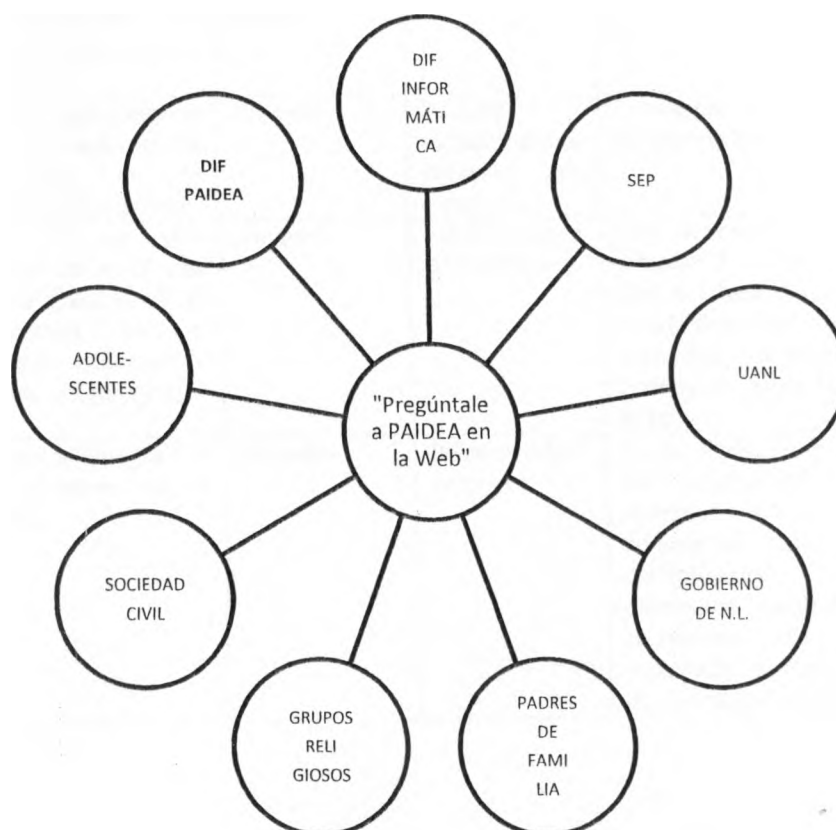 DIF
INFOR
MÁTI
CA
SEP
UANL
GOBIERNO
DE N.L.
PADRES
DE
FAMI
LIA
GRUPOS
RELI
GIOSOS
SOCIEDAD
CIVIL
ADOLE-
SCENTES
DIF
PAIDEA
"Pregúntale
a PAIDEA en
la Web"